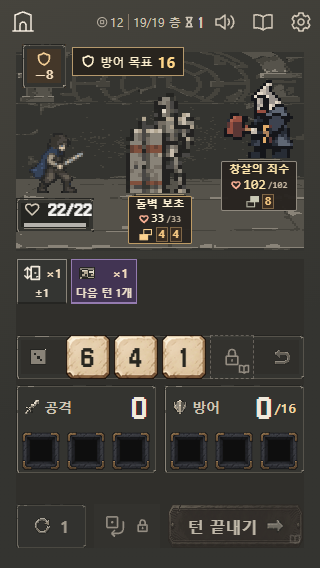 12 19/19 층 1
-8
방어 목표 16
22/22
돌벽 보초
33/33
4 4
창살의 죄수
102/102
8
×1
±1
×1
다음 턴 1개
6 4 1
공격 0
방어 0/16
1
턴 끝내기